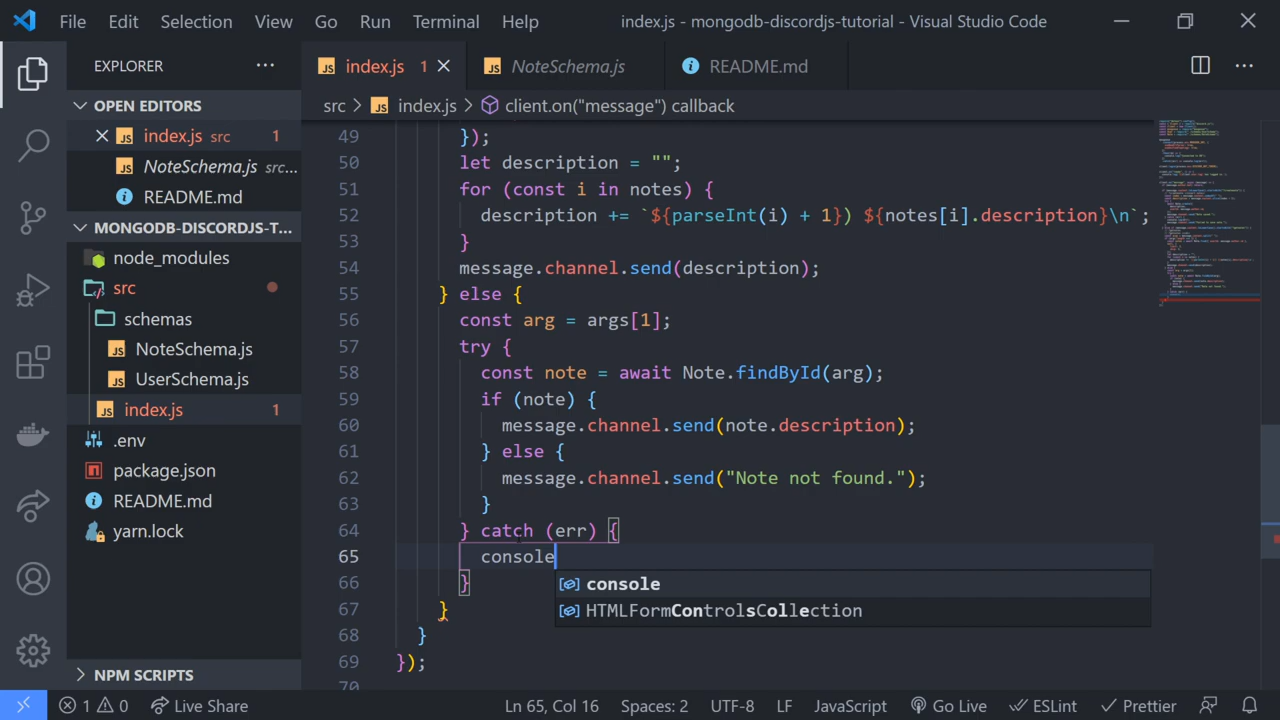 File Edit Selection View Go Run Terminal Help index.js - mongodb-discordjs-tutorial - Visual Studio Code
EXPLORER
OPEN EDITORS
index.js src 1
NoteSchema.js src...
README.md
MONGODB-DISCORDJS-T...
node_modules
src
schemas
NoteSchema.js
UserSchema.js
index.js 1
.env
package.json
README.md
yarn.lock
NPM SCRIPTS
index.js 1 NoteSchema.js README.md
src > index.js > client.on("message") callback
49 });
50 let description = "";
51 for (const i in notes) {
52 description += `${parseInt(i) + 1}) ${notes[i].description}\n`;
53 }
54 message.channel.send(description);
55 } else {
56 const arg = args[1];
57 try {
58 const note = await Note.findById(arg);
59 if (note) {
60 message.channel.send(note.description);
61 } else {
62 message.channel.send("Note not found.");
63 }
64 } catch (err) {
65 console
66 }
67 }
68 }
69 });
70
console
HTMLFormControlsCollection
1 0 Live Share Ln 65, Col 16 Spaces: 2 UTF-8 LF JavaScript Go Live ESLint Prettier